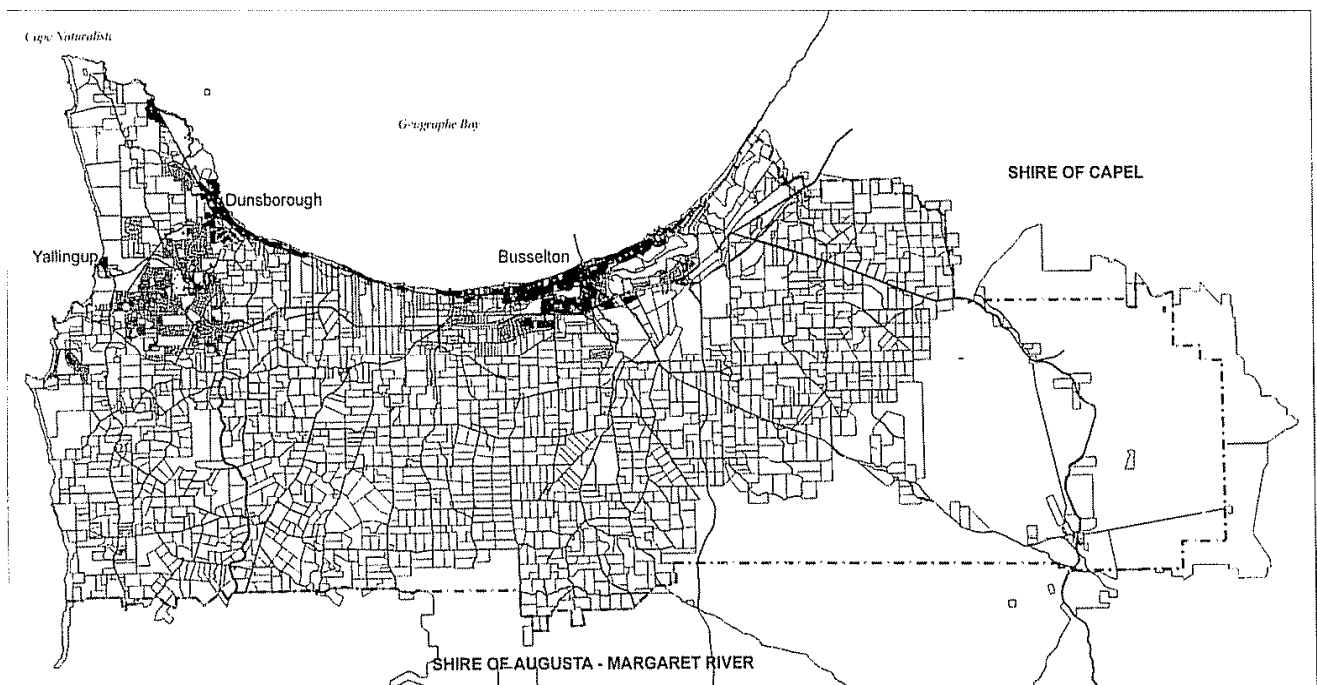 Cape Naturaliste
Geographe Bay
SHIRE OF CAPEL
Dunsborough
Yallingup
Busselton
SHIRE OF AUGUSTA - MARGARET RIVER